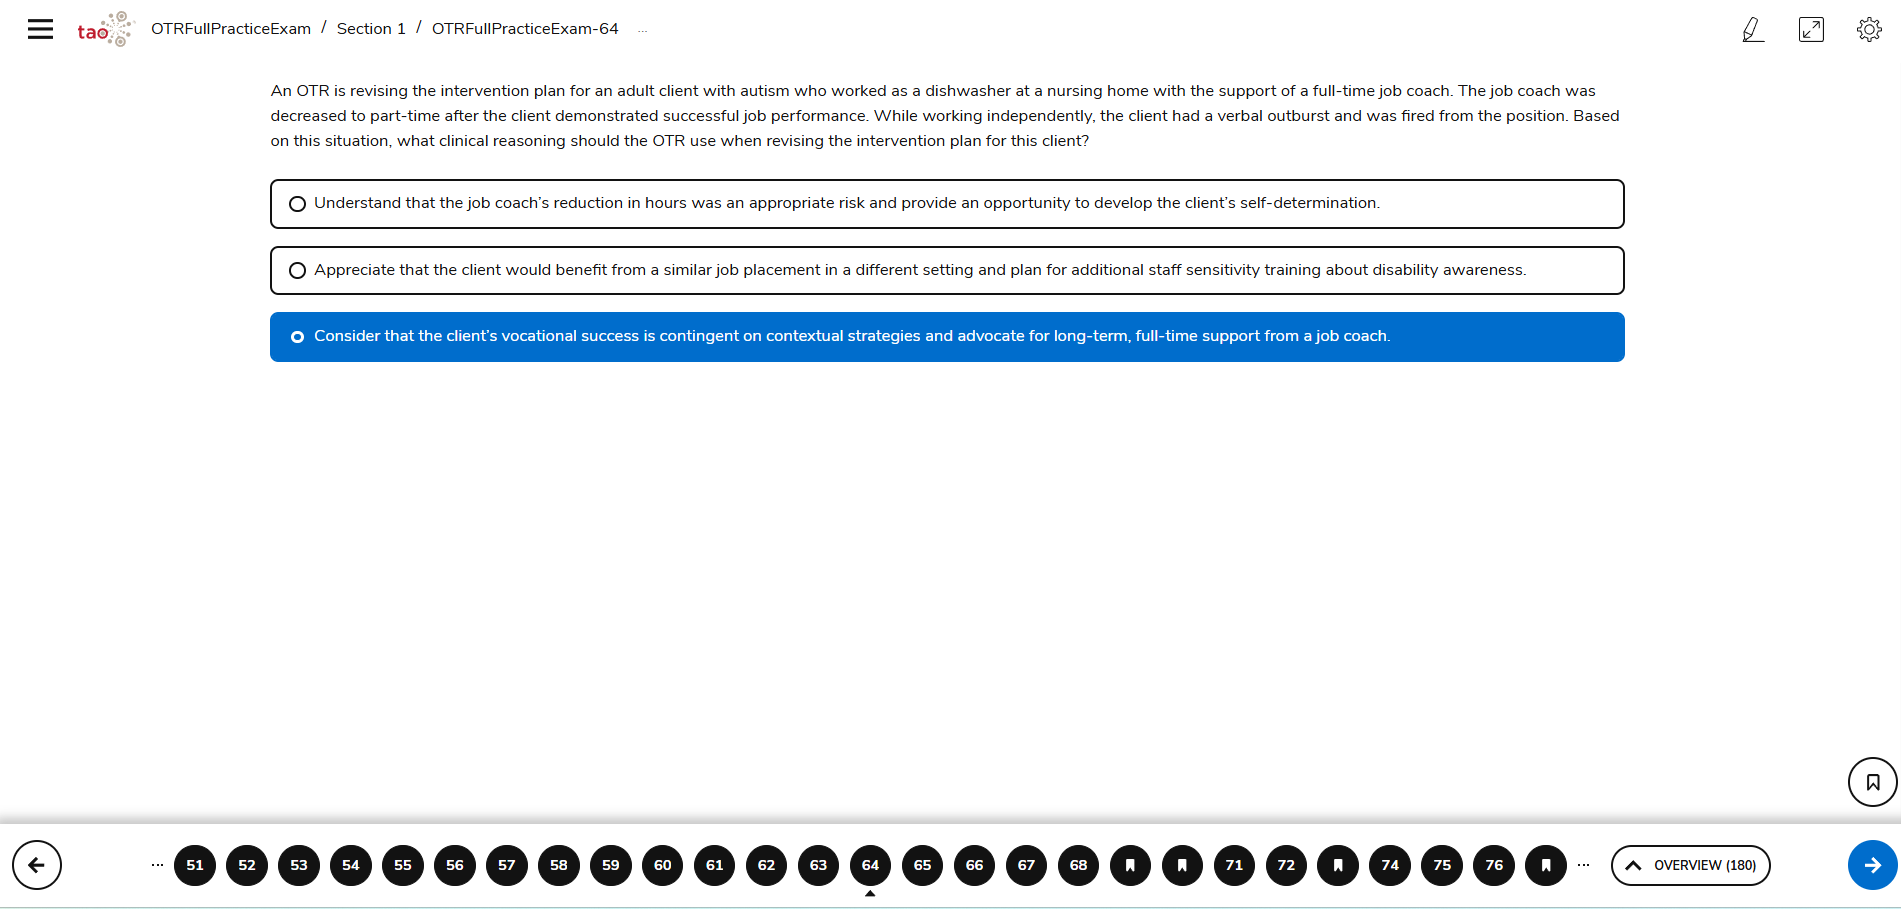 tao
OTRFullPracticeExam / Section 1 / OTRFullPracticeExam-64 ...
An OTR is revising the intervention plan for an adult client with autism who worked as a dishwasher at a nursing home with the support of a full-time job coach. The job coach was
decreased to part-time after the client demonstrated successful job performance. While working independently, the client had a verbal outburst and was fired from the position. Based
on this situation, what clinical reasoning should the OTR use when revising the intervention plan for this client?
Understand that the job coach’s reduction in hours was an appropriate risk and provide an opportunity to develop the client’s self-determination.
Appreciate that the client would benefit from a similar job placement in a different setting and plan for additional staff sensitivity training about disability awareness.
Consider that the client’s vocational success is contingent on contextual strategies and advocate for long-term, full-time support from a job coach.
... 51 52 53 54 55 56 57 58 59 60 61 62 63 64 65 66 67 68 71 72 74 75 76 ... OVERVIEW (180)